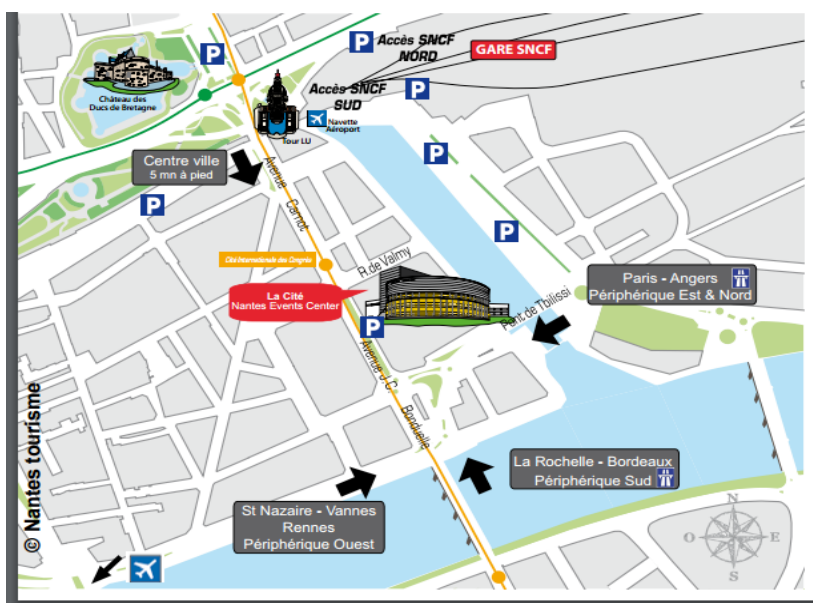 P
P
Accès SNCF
NORD
GARE SNCF
Accès SNCF
SUD
P
Château des
Ducs de Bretagne
Navette
Aéroport
Tour LU
P
Centre ville
5 mn à pied
Avenue Carnot
P
P
Cité Internationale des Congrès
R.de Valmy
La Cité
Nantes Events Center
Paris - Angers
Périphérique Est & Nord
Pont de Tbilissi
P
Avenue J.C. Bonduelle
La Rochelle - Bordeaux
Périphérique Sud
St Nazaire - Vannes
Rennes
Périphérique Ouest
© Nantes tourisme
N
O
E
S